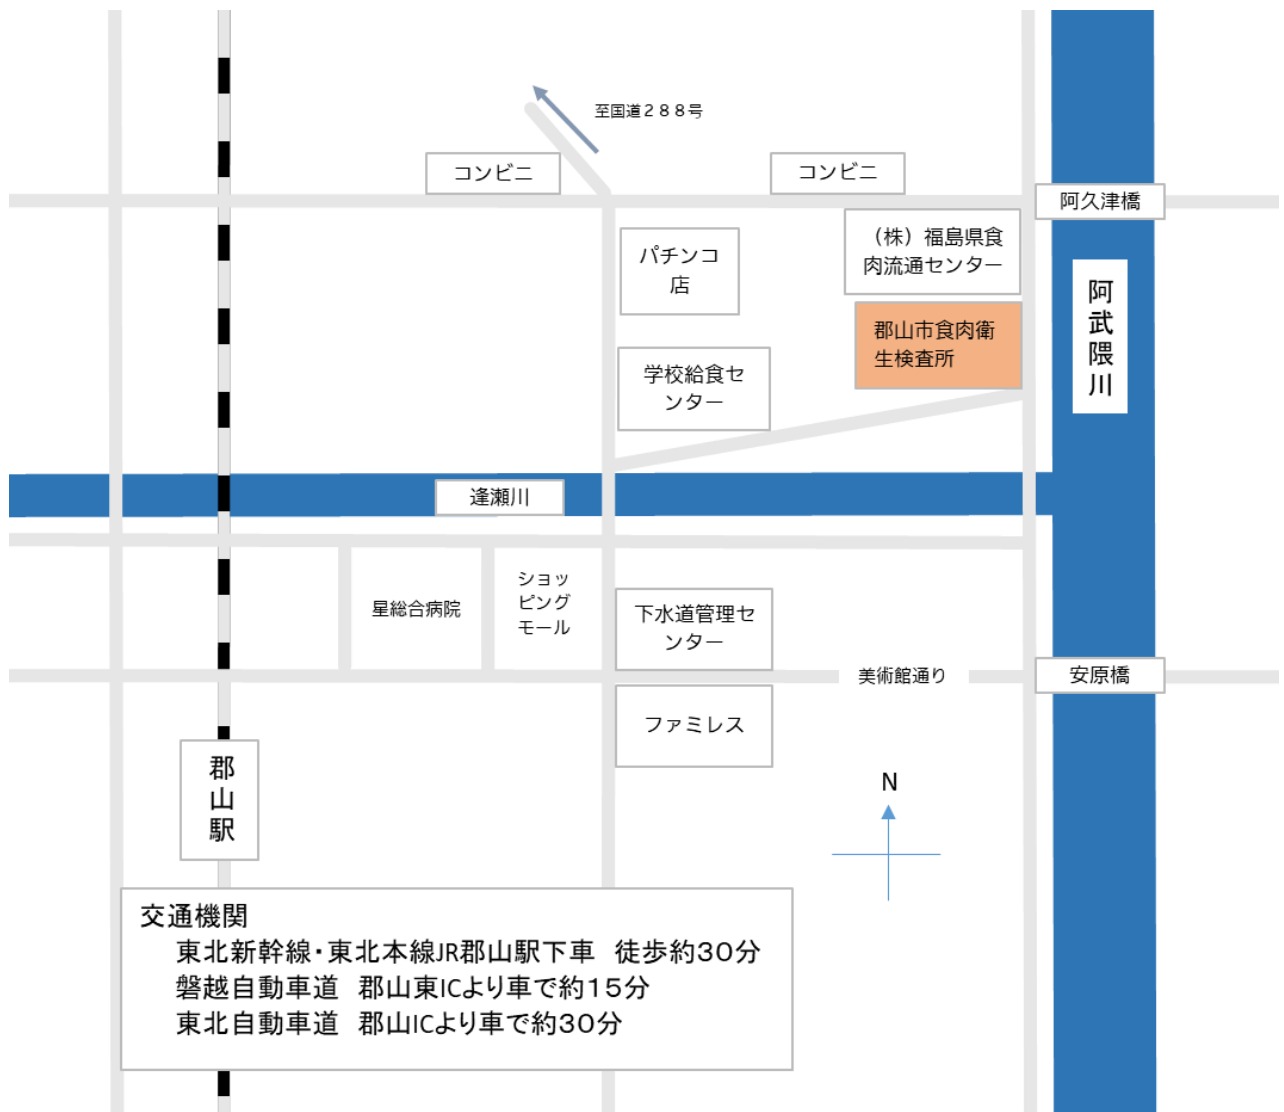 至国道２８８号
コンビニ
コンビニ
阿久津橋
パチンコ
店
（株）福島県食
肉流通センター
阿武隈川
郡山市食肉衛
生検査所
学校給食セ
ンター
逢瀬川
星総合病院
ショッ
ピング
モール
下水道管理セ
ンター
美術館通り
安原橋
ファミレス
郡山駅
N
交通機関
東北新幹線・東北本線JR郡山駅下車　徒歩約３０分
磐越自動車道　郡山東ICより車で約１５分
東北自動車道　郡山ICより車で約３０分